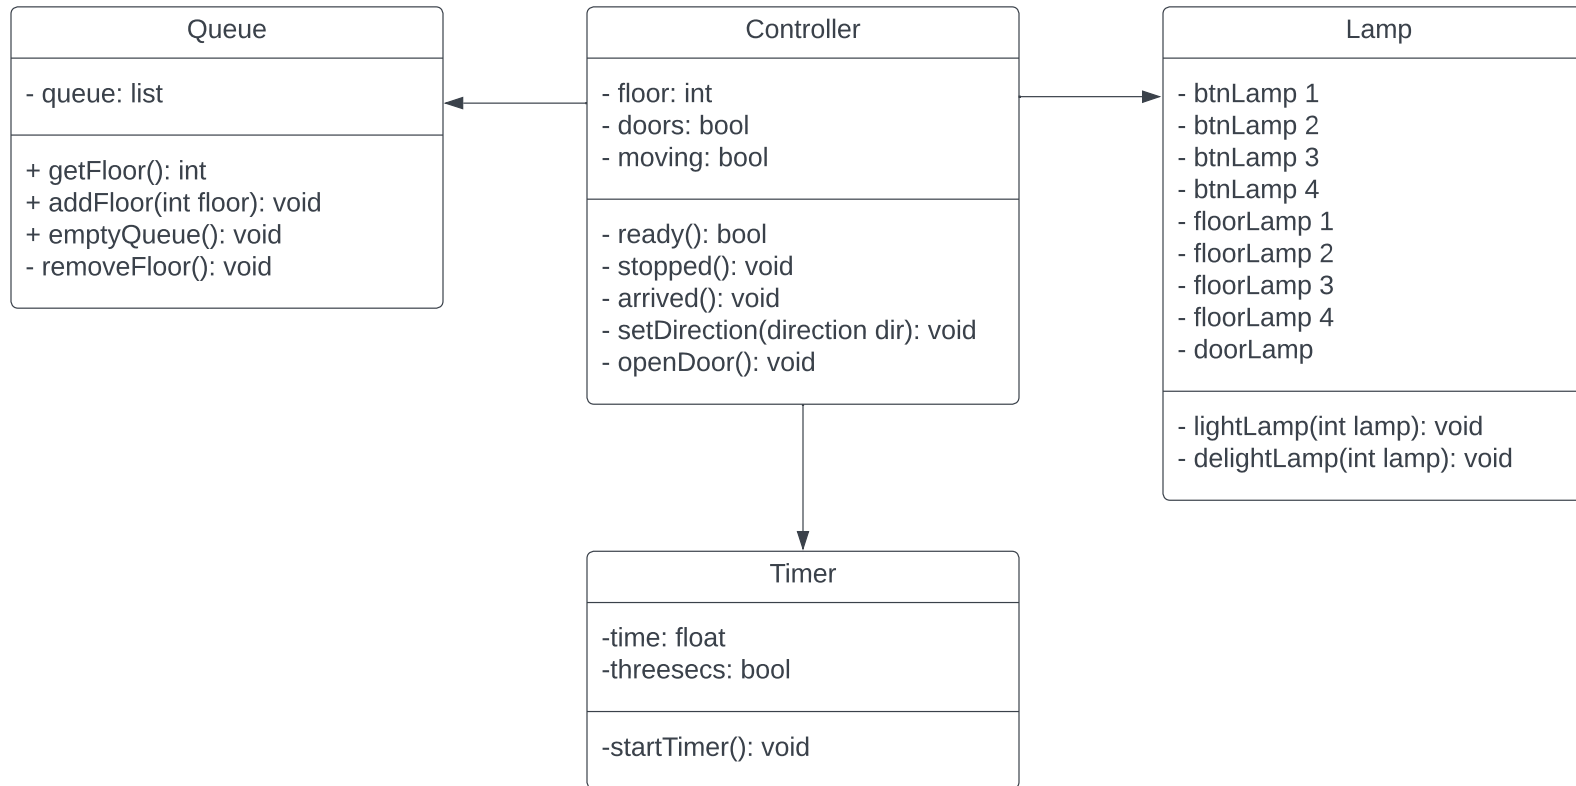 Queue
- queue: list
+ getFloor(): int
+ addFloor(int floor): void
+ emptyQueue(): void
- removeFloor(): void
Controller
- floor: int
- doors: bool
- moving: bool
- ready(): bool
- stopped(): void
- arrived(): void
- setDirection(direction dir): void
- openDoor(): void
Lamp
- btnLamp 1
- btnLamp 2
- btnLamp 3
- btnLamp 4
- floorLamp 1
- floorLamp 2
- floorLamp 3
- floorLamp 4
- doorLamp
- lightLamp(int lamp): void
- delightLamp(int lamp): void
Timer
-time: float
-threesecs: bool
-startTimer(): void